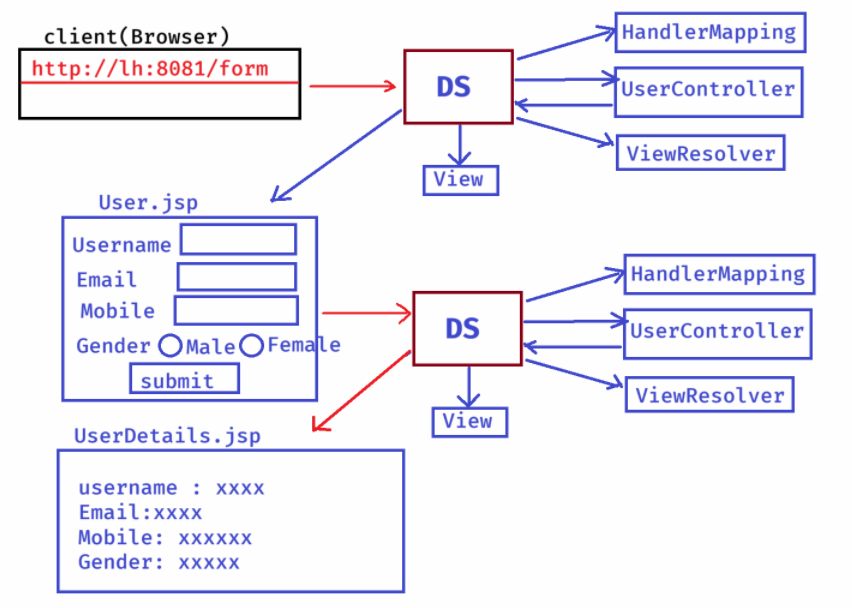 client(Browser)
http://lh:8081/form
DS
HandlerMapping
UserController
ViewResolver
View
User.jsp
Username
Email
Mobile
Gender Male Female
submit
DS
HandlerMapping
UserController
ViewResolver
View
UserDetails.jsp
username : xxxx
Email:xxxx
Mobile: xxxxxx
Gender: xxxxx